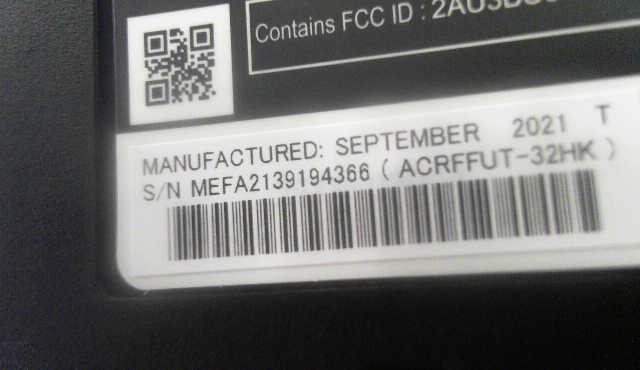 Contains FCC ID :
MANUFACTURED: SEPTEMBER 2021 T
S/N MEFA2139194366 ( ACRFFUT-32HK )